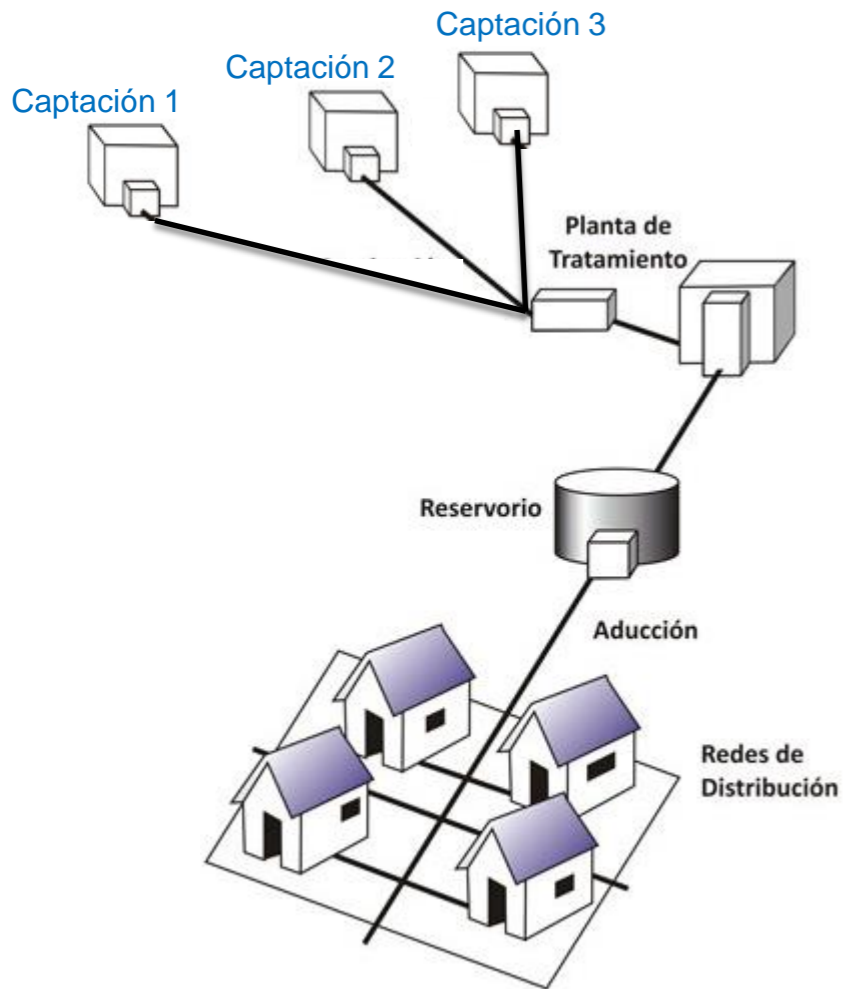 Captación 3
Captación 2
Captación 1
Planta de
Tratamiento
Reservorio
Aducción
Redes de
Distribución